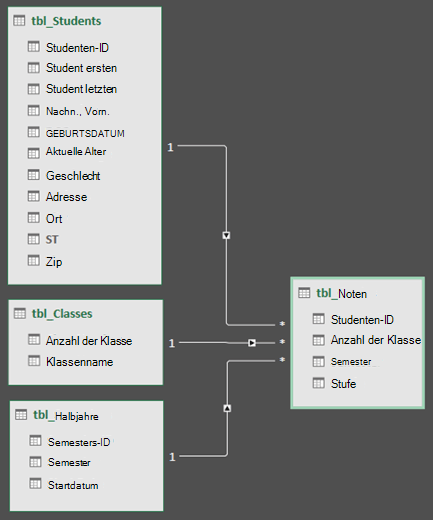 tbl_Students
Studenten-ID
Student ersten
Student letzten
Nachn., Vorn.
GEBURTSDATUM
Aktuelle Alter
Geschlecht
Adresse
Ort
ST
Zip
1
tbl_Classes
Anzahl der Klasse
Klassenname
1
tbl_Halbjahre
Semesters-ID
Semester
Startdatum
1
*
*
*
tbl_Noten
Studenten-ID
Anzahl der Klasse
Semester
Stufe